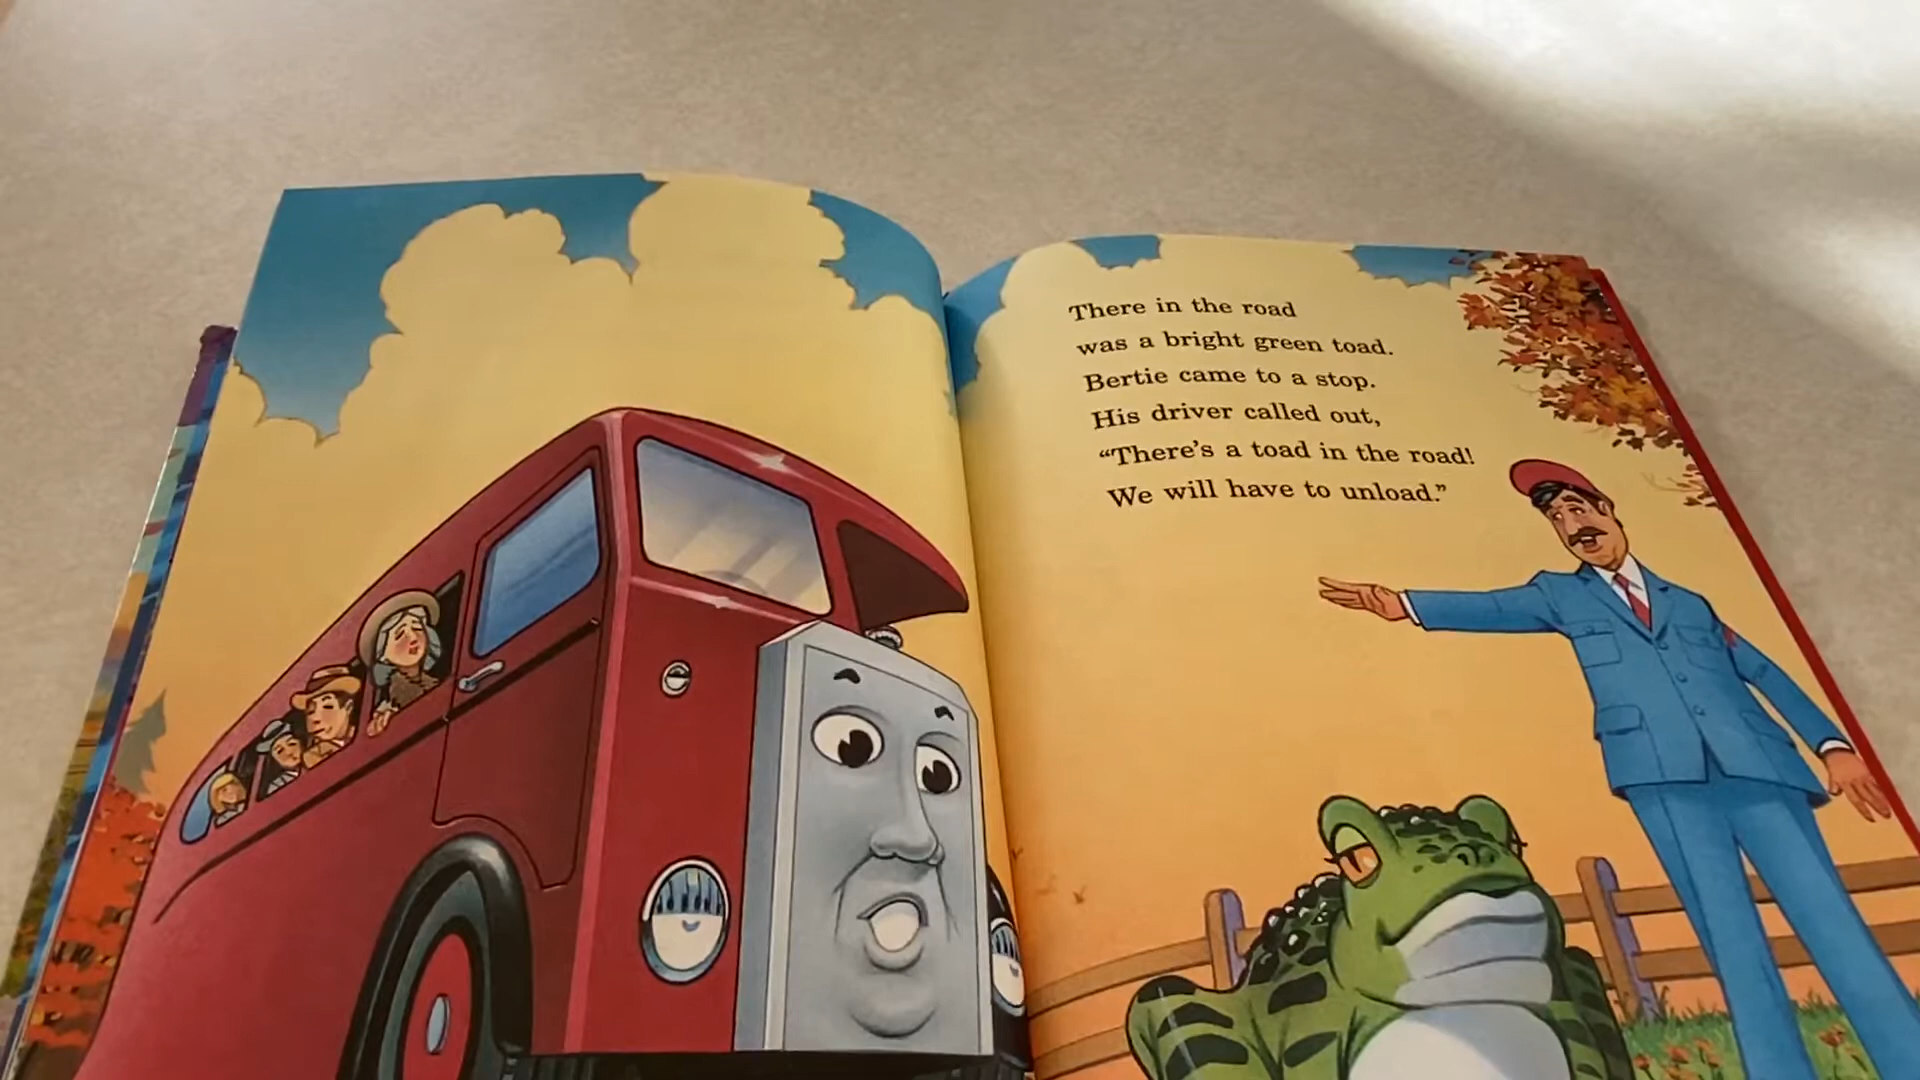 There in the road
was a bright green toad.
Bertie came to a stop.
His driver called out,
“There’s a toad in the road!
We will have to unload.”